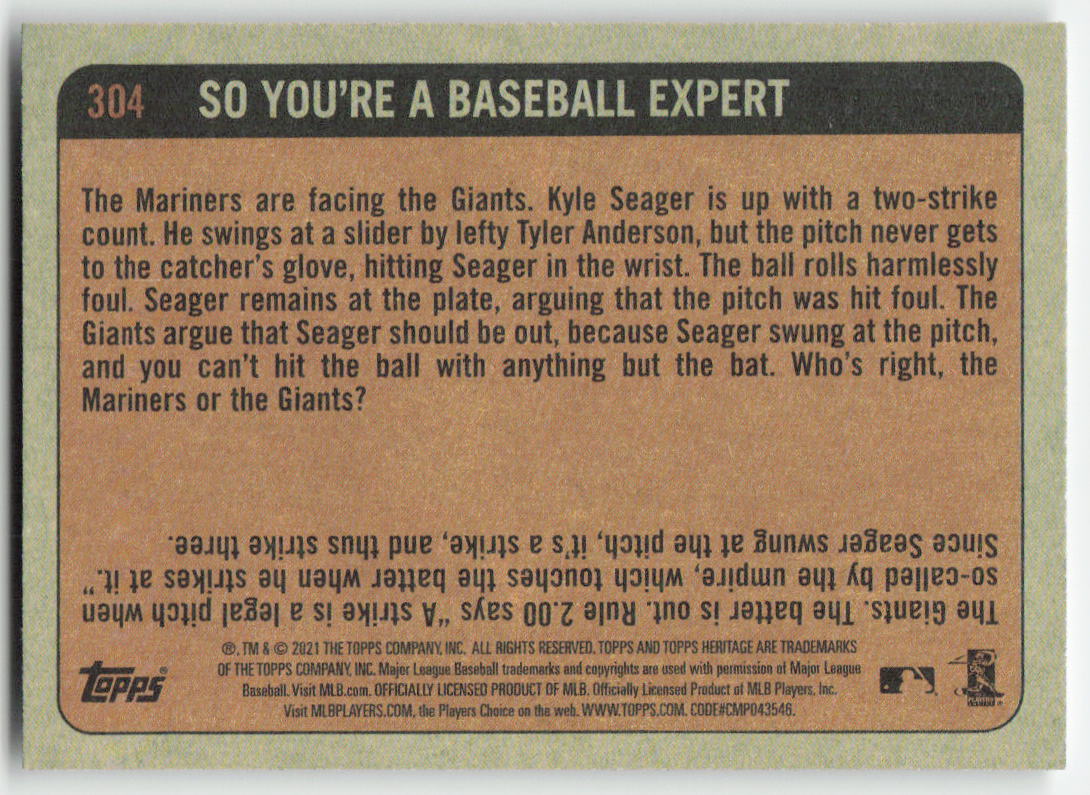 304 SO YOU'RE A BASEBALL EXPERT
The Mariners are facing the Giants. Kyle Seager is up with a two-strike
count. He swings at a slider by lefty Tyler Anderson, but the pitch never gets
to the catcher's glove, hitting Seager in the wrist. The ball rolls harmlessly
foul. Seager remains at the plate, arguing that the pitch was hit foul. The
Giants argue that Seager should be out, because Seager swung at the pitch,
and you can't hit the ball with anything but the bat. Who's right, the
Mariners or the Giants?
The Giants. The batter is out. Rule 2.00 says "A strike is a legal pitch when
so-called by the umpire, which touches the batter when he strikes at it."
Since Seager swung at the pitch, it's a strike, and thus strike three.
®, TM & © 2021 THE TOPPS COMPANY, INC. ALL RIGHTS RESERVED. TOPPS AND TOPPS HERITAGE ARE TRADEMARKS
OF THE TOPPS COMPANY, INC. Major League Baseball trademarks and copyrights are used with permission of Major League
Baseball. Visit MLB.com. OFFICIALLY LICENSED PRODUCT OF MLB. Officially Licensed Product of MLB Players, Inc.
Visit MLBPLAYERS.COM, the Players Choice on the web. WWW.TOPPS.COM. CODE#CMP043546.
Topps®